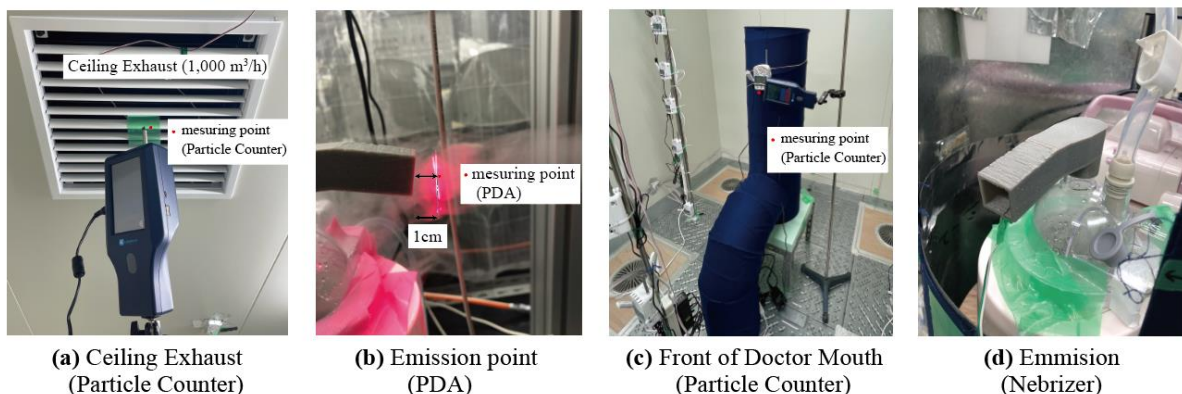 Ceiling Exhaust (1,000 m³/h)
• mesuring point
(Particle Counter)
• mesuring point
(PDA)
1cm
• mesuring point
(Particle Counter)
(a) Ceiling Exhaust
(Particle Counter)
(b) Emission point
(PDA)
(c) Front of Doctor Mouth
(Particle Counter)
(d) Emmision
(Nebrizer)